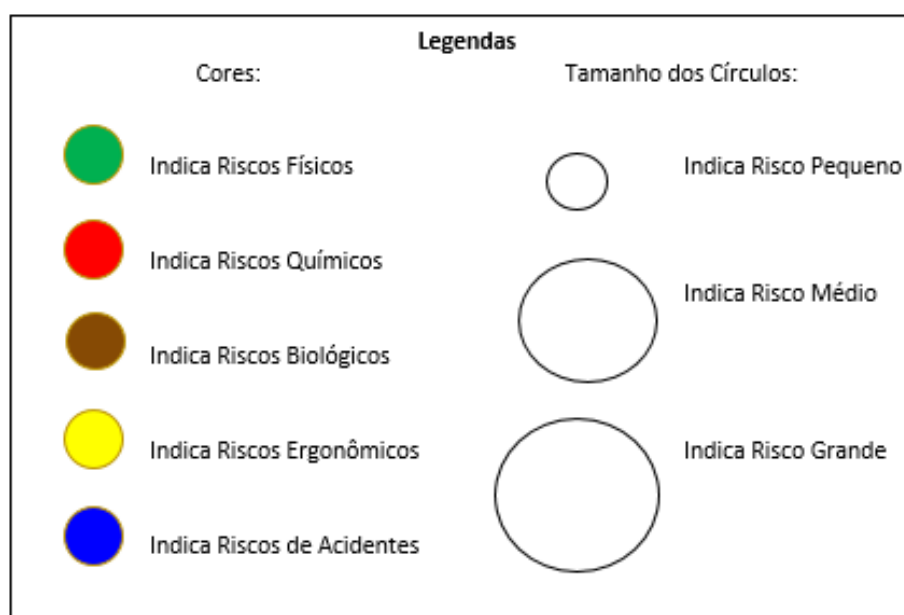 Legendas
Cores:
Tamanho dos Círculos:
Indica Riscos Físicos
Indica Risco Pequeno
Indica Riscos Químicos
Indica Risco Médio
Indica Riscos Biológicos
Indica Riscos Ergonômicos
Indica Risco Grande
Indica Riscos de Acidentes